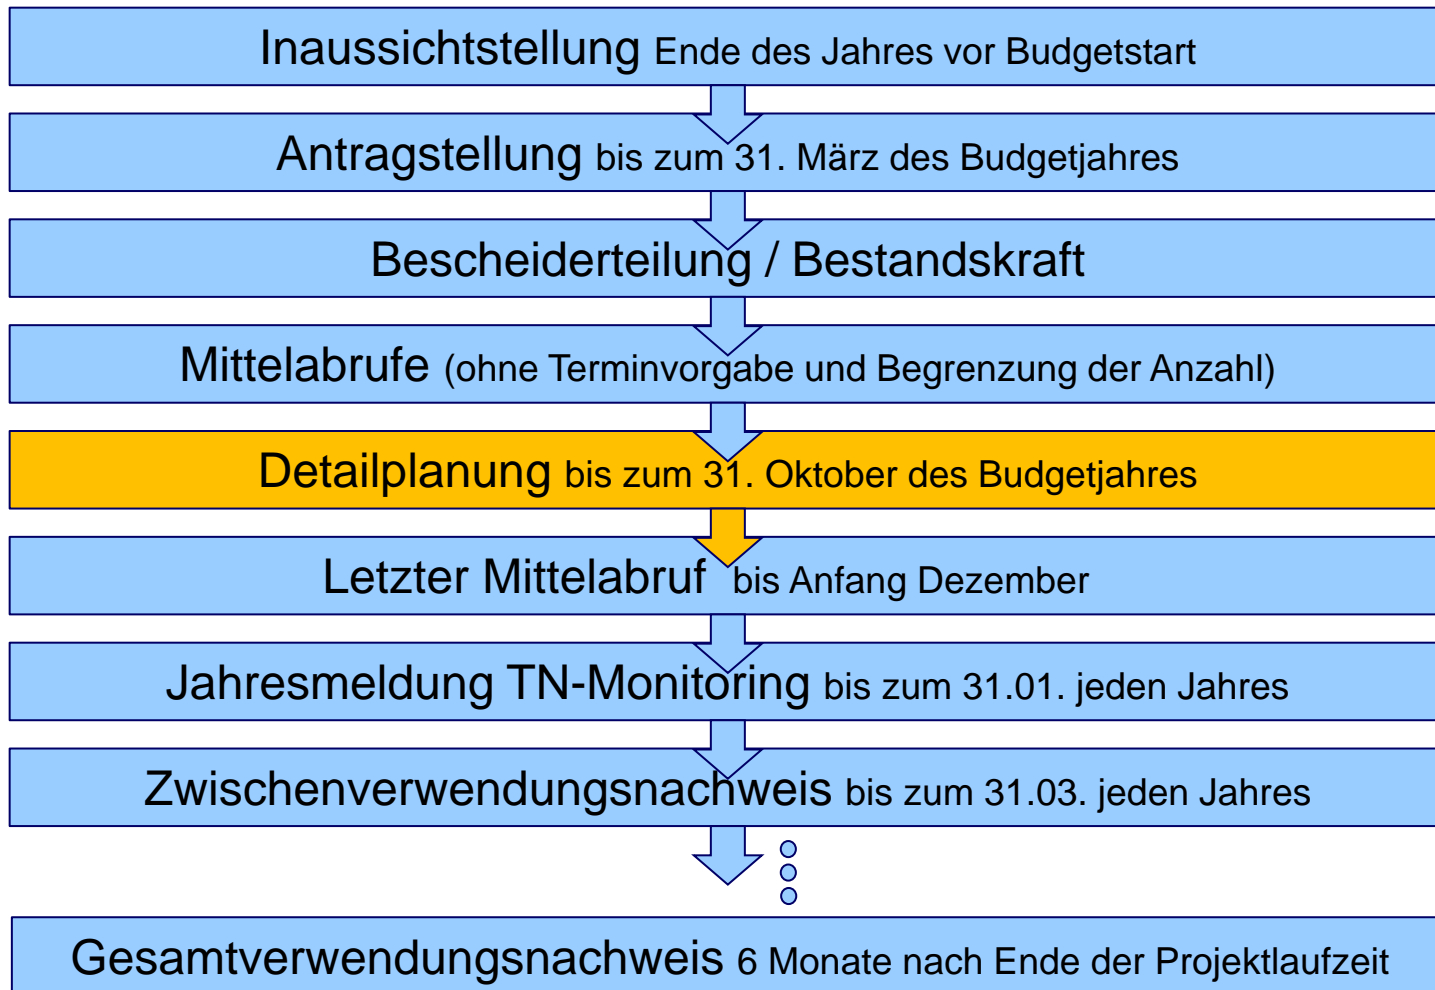 Inaussichtstellung Ende des Jahres vor Budgetstart
Antragstellung bis zum 31. März des Budgetjahres
Bescheiderteilung / Bestandskraft
Mittelabrufe (ohne Terminvorgabe und Begrenzung der Anzahl)
Detailplanung bis zum 31. Oktober des Budgetjahres
Letzter Mittelabruf bis Anfang Dezember
Jahresmeldung TN-Monitoring bis zum 31.01. jeden Jahres
Zwischenverwendungsnachweis bis zum 31.03. jeden Jahres
Gesamtverwendungsnachweis 6 Monate nach Ende der Projektlaufzeit